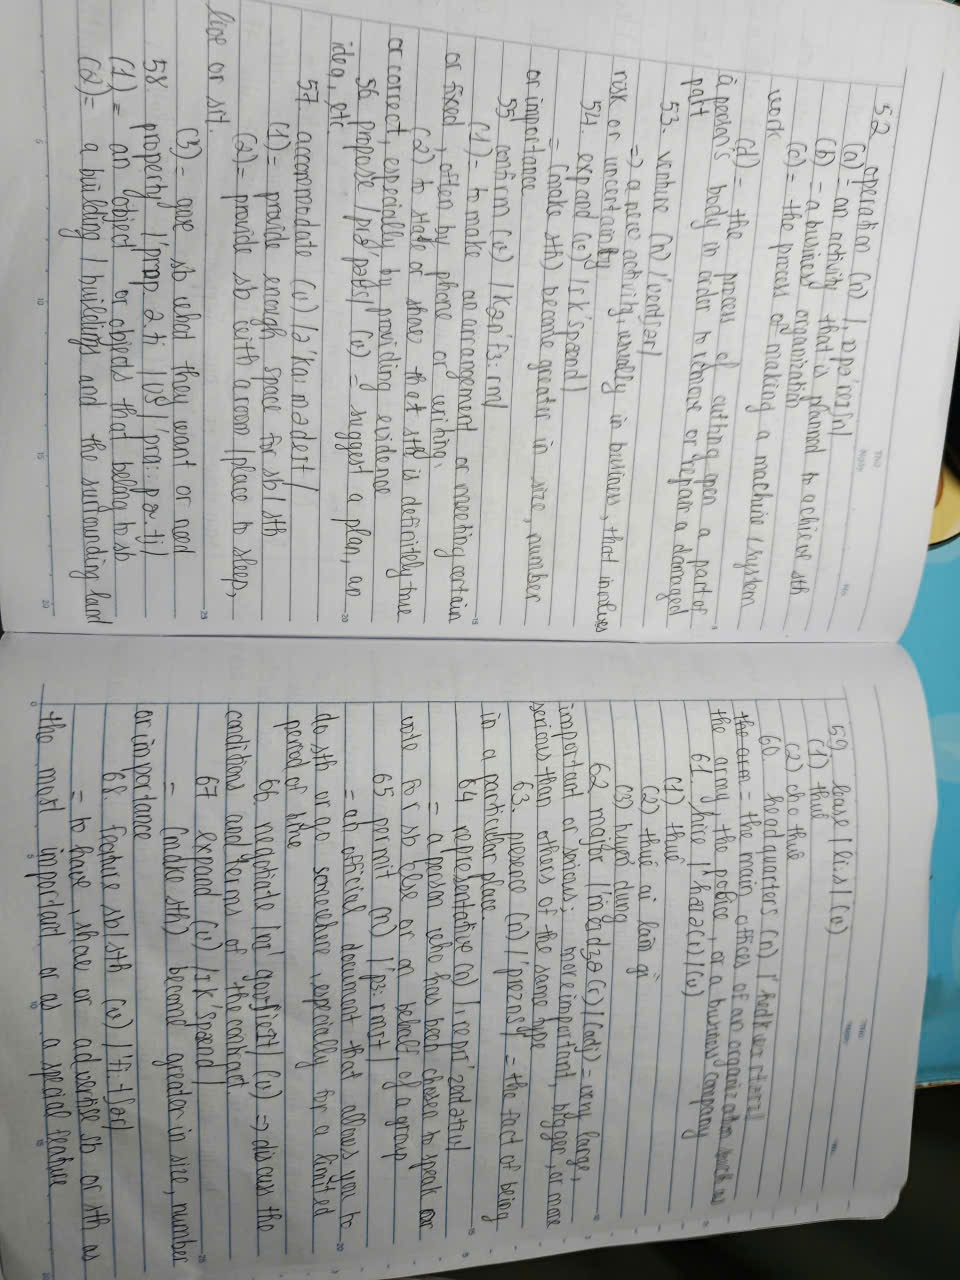 52 operation (n) /ˌɒpəˈreɪʃn/
(a) = an activity that is planned to achieve sth
(b) = a business organization
(c) = the process of making a machine / system
work
(d) = the process of cutting open a part of
a person's body in order to remove or repair a damaged
part
53. venture (n) /ˈventʃər/
=> a new activity, usually in business, that involves
risk or uncertainty
54. expand (v) /ɪkˈspænd/
= (make sth) become greater in size, number
or importance
55 confirm (v) /kənˈfɜːrm/
(1) = to make an arrangement or meeting certain
or fixed, often by phone or writing.
(2) to state or show that sth is definitely true
or correct, especially by providing evidence
56 propose /prəˈpəʊs/ (v) = suggest a plan, an
idea, etc
57 accommodate (v) /əˈkɑːmədeɪt/
(1) = provide enough space for sb / sth
(2) = provide sb with a room / place to sleep,
live or sit.
(3) = give sb what they want or need
58 property /ˈprɒp.ə.ti/ US /ˈprɑː.pə.t̬i/
(1) = an object or objects that belong to sb
(2) = a building / buildings and the surrounding land
59 lease /liːs/ (v)
(1) thuê
(2) cho thuê
60 headquarters (n) /ˈhedkwɔːrtərz/
the arm = the main offices of an organization such as
the army, the police, or a business company
61 hire /ˈhaɪə(r)/ (v)
(1) thuê
(2) thuê ai làm gì
(3) tuyển dụng
62 major /ˈmeɪdʒə(r)/ (adj) = very large,
important or serious; more important, bigger, or more
serious than others of the same type
63. presence (n) /ˈprezns/ = the fact of being
in a particular place.
64 representative (n) /ˌreprɪˈzentətɪv/
= a person who has been chosen to speak or
vote for sb else or on behalf of a group
65 permit (n) /ˈpɜːrmɪt/
= an official document that allows you to
do sth or go somewhere, especially for a limited
period of time
66 negotiate /nɪˈgəʊʃieɪt/ (v) => discuss the
conditions and terms of the contract.
67 expand (v) /ɪkˈspænd/
= (make sth) become greater in size, number
or importance
68. feature sb / sth (v) /ˈfiːtʃər/
= to have, show or advertise sb or sth as
the most important or as a special feature